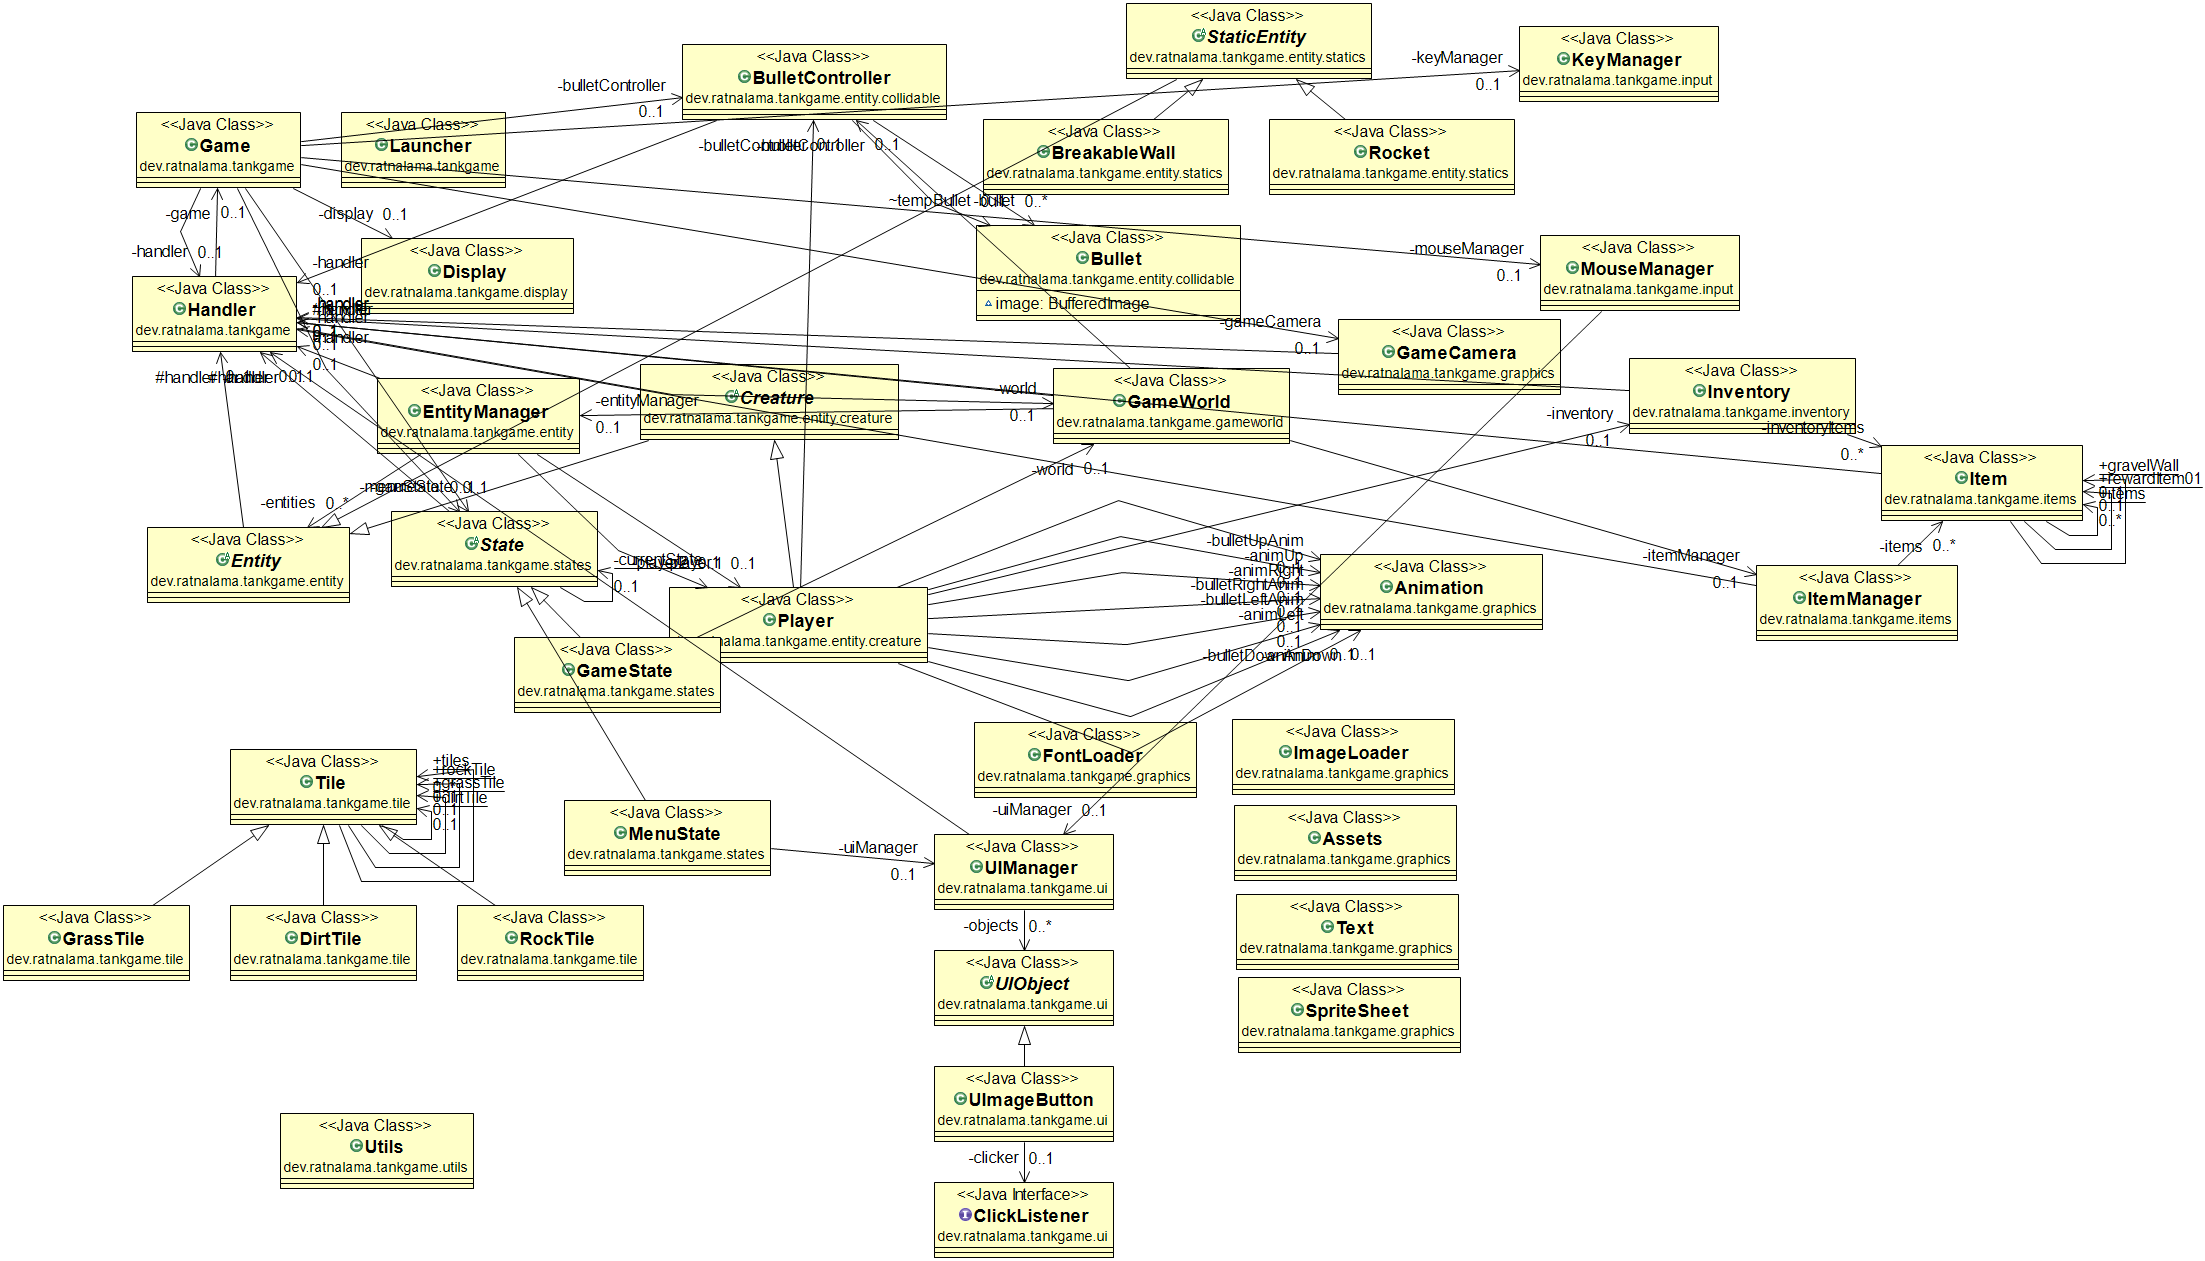 <<Java Class>>
StaticEntity
dev.ratnalama.tankgame.entity.statics
<<Java Class>>
KeyManager
dev.ratnalama.tankgame.input
-keyManager
0..1
<<Java Class>>
BulletController
dev.ratnalama.tankgame.entity.collidable
-bulletController
0..1
<<Java Class>>
Game
dev.ratnalama.tankgame
<<Java Class>>
Launcher
dev.ratnalama.tankgame
<<Java Class>>
BreakableWall
dev.ratnalama.tankgame.entity.statics
<<Java Class>>
Rocket
dev.ratnalama.tankgame.entity.statics
-bulletController
-bulletController
0..1
0..1
-game
0..1
-display
0..1
~tempBullet
-bullet
0..*
-handler
0..1
<<Java Class>>
Display
dev.ratnalama.tankgame.display
<<Java Class>>
Bullet
dev.ratnalama.tankgame.entity.collidable
image: BufferedImage
-mouseManager
0..1
<<Java Class>>
MouseManager
dev.ratnalama.tankgame.input
-handler
0..1
<<Java Class>>
Handler
dev.ratnalama.tankgame
-handler
-handler
#handler
0..1
0..1
-gameCamera
0..1
<<Java Class>>
GameCamera
dev.ratnalama.tankgame.graphics
<<Java Class>>
Inventory
dev.ratnalama.tankgame.inventory
#handler
<<Java Class>>
EntityManager
dev.ratnalama.tankgame.entity
<<Java Class>>
Creature
dev.ratnalama.tankgame.entity.creature
-entityManager
0..1
<<Java Class>>
GameWorld
dev.ratnalama.tankgame.gameworld
-world
0..1
-inventory
0..1
-inventoryItems
0..*
<<Java Class>>
Item
dev.ratnalama.tankgame.items
+gravelWall
+rewardItem01
+items
0..1
0..1
0..*
-world
0..1
-entities
0..*
-menuState
-gameState
0..1
<<Java Class>>
Entity
dev.ratnalama.tankgame.entity
<<Java Class>>
State
dev.ratnalama.tankgame.states
-currentState
0..1
0..1
<<Java Class>>
Player
nalama.tankgame.entity.creature
-bulletUpAnim
-animUp
-animRight
-bulletRightAnim
-bulletLeftAnim
-animLeft
0..1
0..1
0..1
0..1
-bulletDownAnim
-animDown
0..1
0..1
<<Java Class>>
Animation
dev.ratnalama.tankgame.graphics
-items
0..*
-itemManager
0..1
<<Java Class>>
ItemManager
dev.ratnalama.tankgame.items
<<Java Class>>
GameState
dev.ratnalama.tankgame.states
<<Java Class>>
FontLoader
dev.ratnalama.tankgame.graphics
<<Java Class>>
ImageLoader
dev.ratnalama.tankgame.graphics
<<Java Class>>
Tile
dev.ratnalama.tankgame.tile
+tiles
+rockTile
+grassTile
+dirtTile
0..1
0..1
<<Java Class>>
MenuState
dev.ratnalama.tankgame.states
-uiManager
0..1
-uiManager
0..1
<<Java Class>>
UIManager
dev.ratnalama.tankgame.ui
<<Java Class>>
Assets
dev.ratnalama.tankgame.graphics
<<Java Class>>
GrassTile
dev.ratnalama.tankgame.tile
<<Java Class>>
DirtTile
dev.ratnalama.tankgame.tile
<<Java Class>>
RockTile
dev.ratnalama.tankgame.tile
-objects
0..*
<<Java Class>>
Text
dev.ratnalama.tankgame.graphics
<<Java Class>>
UIObject
dev.ratnalama.tankgame.ui
<<Java Class>>
SpriteSheet
dev.ratnalama.tankgame.graphics
<<Java Class>>
UImageButton
dev.ratnalama.tankgame.ui
<<Java Class>>
Utils
dev.ratnalama.tankgame.utils
-clicker
0..1
<<Java Interface>>
ClickListener
dev.ratnalama.tankgame.ui